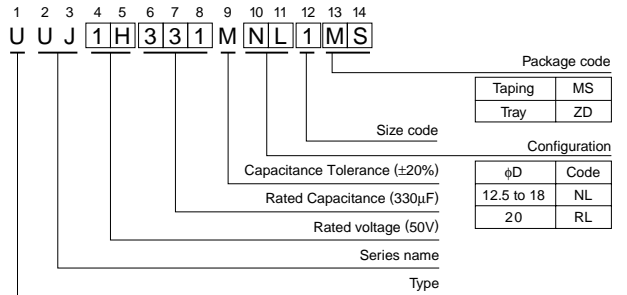 1 2 3 4 5 6 7 8 9 10 11 12 13 14
U U J 1 H 3 3 1 M N L 1 M S
Package code
Taping MS
Tray ZD
Size code
Configuration
ϕD Code
12.5 to 18 NL
20 RL
Capacitance Tolerance (±20%)
Rated Capacitance (330µF)
Rated voltage (50V)
Series name
Type